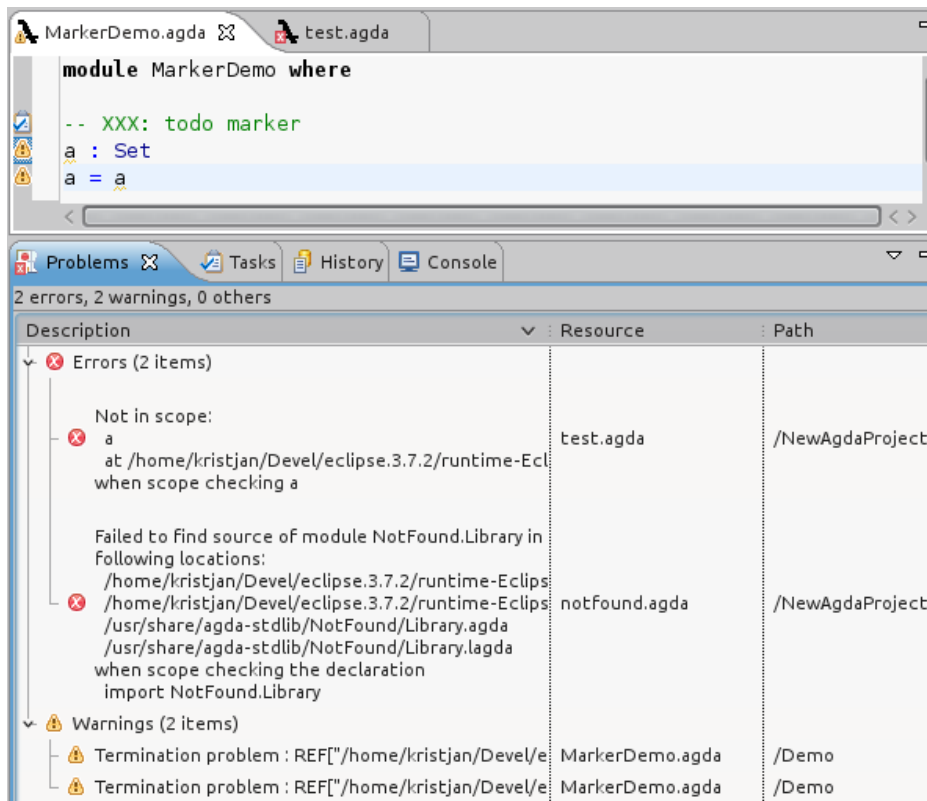 MarkerDemo.agda test.agda
module MarkerDemo where
-- XXX: todo marker
a : Set
a = a
Problems Tasks History Console
2 errors, 2 warnings, 0 others
Description Resource Path
Errors (2 items)
Not in scope:
a test.agda /NewAgdaProject
at /home/kristjan/Devel/eclipse.3.7.2/runtime-Ecl
when scope checking a
Failed to find source of module NotFound.Library in
following locations:
/home/kristjan/Devel/eclipse.3.7.2/runtime-Eclips
/home/kristjan/Devel/eclipse.3.7.2/runtime-Eclips notfound.agda /NewAgdaProject
/usr/share/agda-stdlib/NotFound/Library.agda
/usr/share/agda-stdlib/NotFound/Library.lagda
when scope checking the declaration
import NotFound.Library
Warnings (2 items)
Termination problem : REF["/home/kristjan/Devel/e MarkerDemo.agda /Demo
Termination problem : REF["/home/kristjan/Devel/e MarkerDemo.agda /Demo